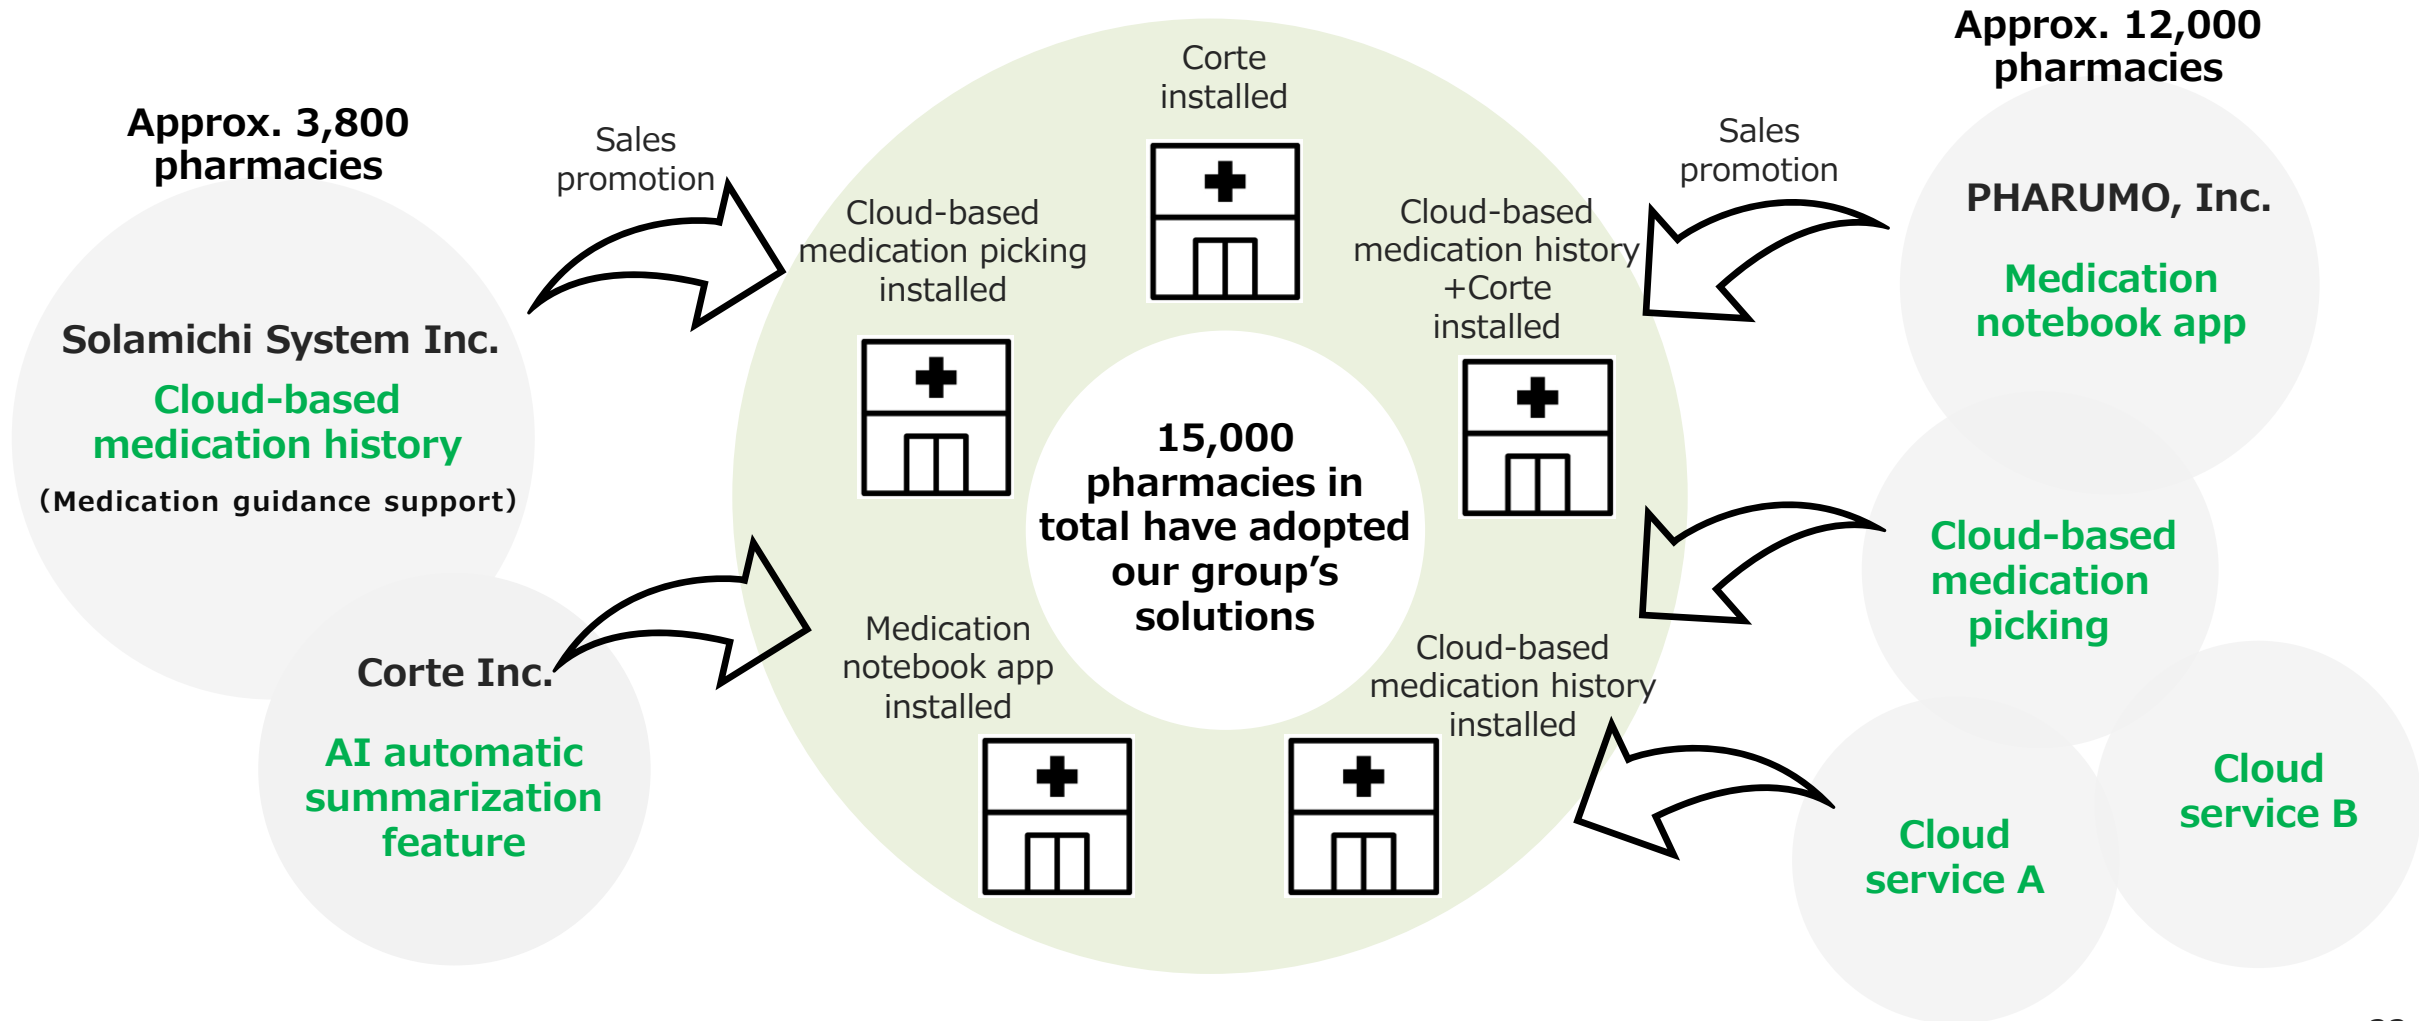 Approx. 3,800
pharmacies
Solamichi System Inc.
Cloud-based
medication history
(Medication guidance support)
Corte Inc.
AI automatic
summarization
feature
Sales
promotion
Corte
installed
Cloud-based
medication picking
installed
Cloud-based
medication history
+Corte
installed
15,000
pharmacies in
total have adopted
our group’s
solutions
Medication
notebook app
installed
Cloud-based
medication history
installed
Sales
promotion
Approx. 12,000
pharmacies
PHARUMO, Inc.
Medication
notebook app
Cloud-based
medication
picking
Cloud
service A
Cloud
service B